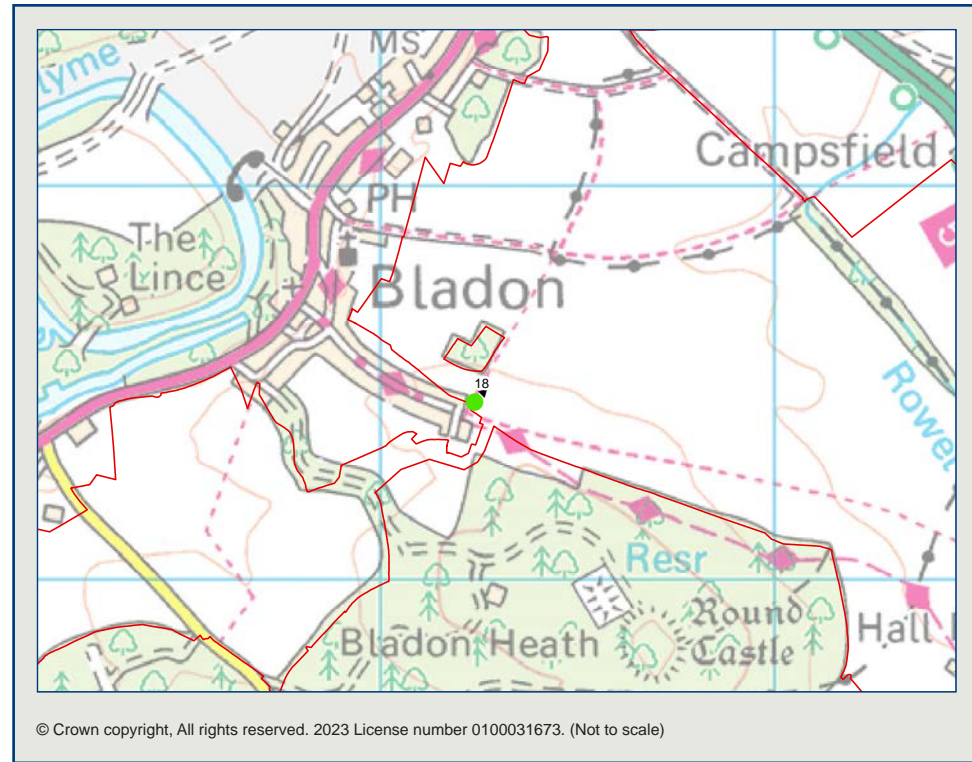 MS
lyme
Campsfield
PH
The
Lince
Bladon
18
Rowel
Resr
Round
Castle
Bladon Heath
Hall
© Crown copyright, All rights reserved. 2023 License number 0100031673. (Not to scale)